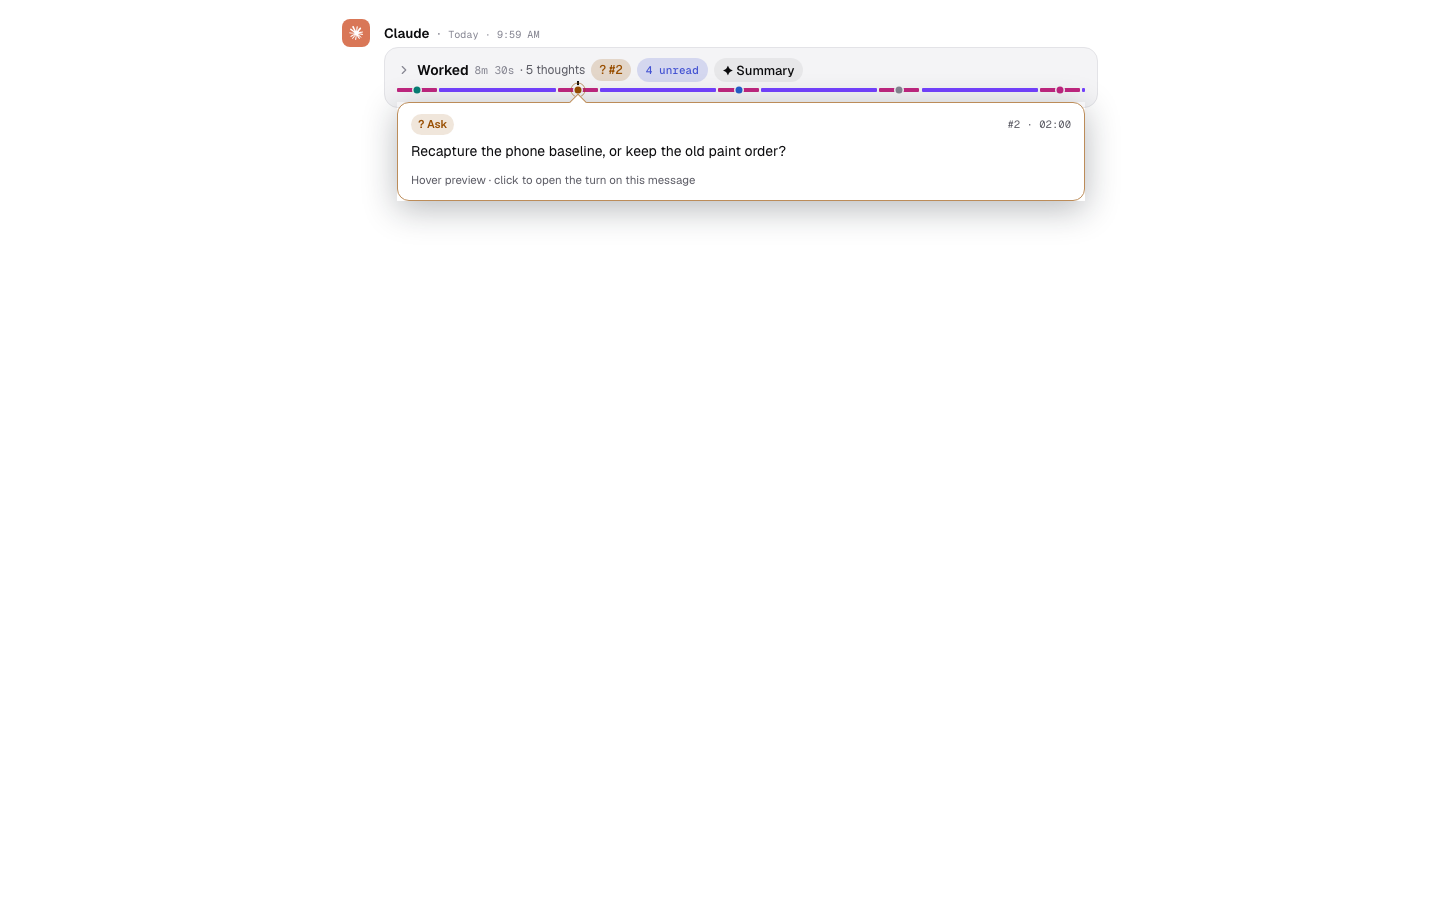 Claude · Today · 9:59 AM
Worked 8m 30s · 5 thoughts ? #2 4 unread ✦ Summary
? Ask #2 · 02:00
Recapture the phone baseline, or keep the old paint order?
Hover preview · click to open the turn on this message